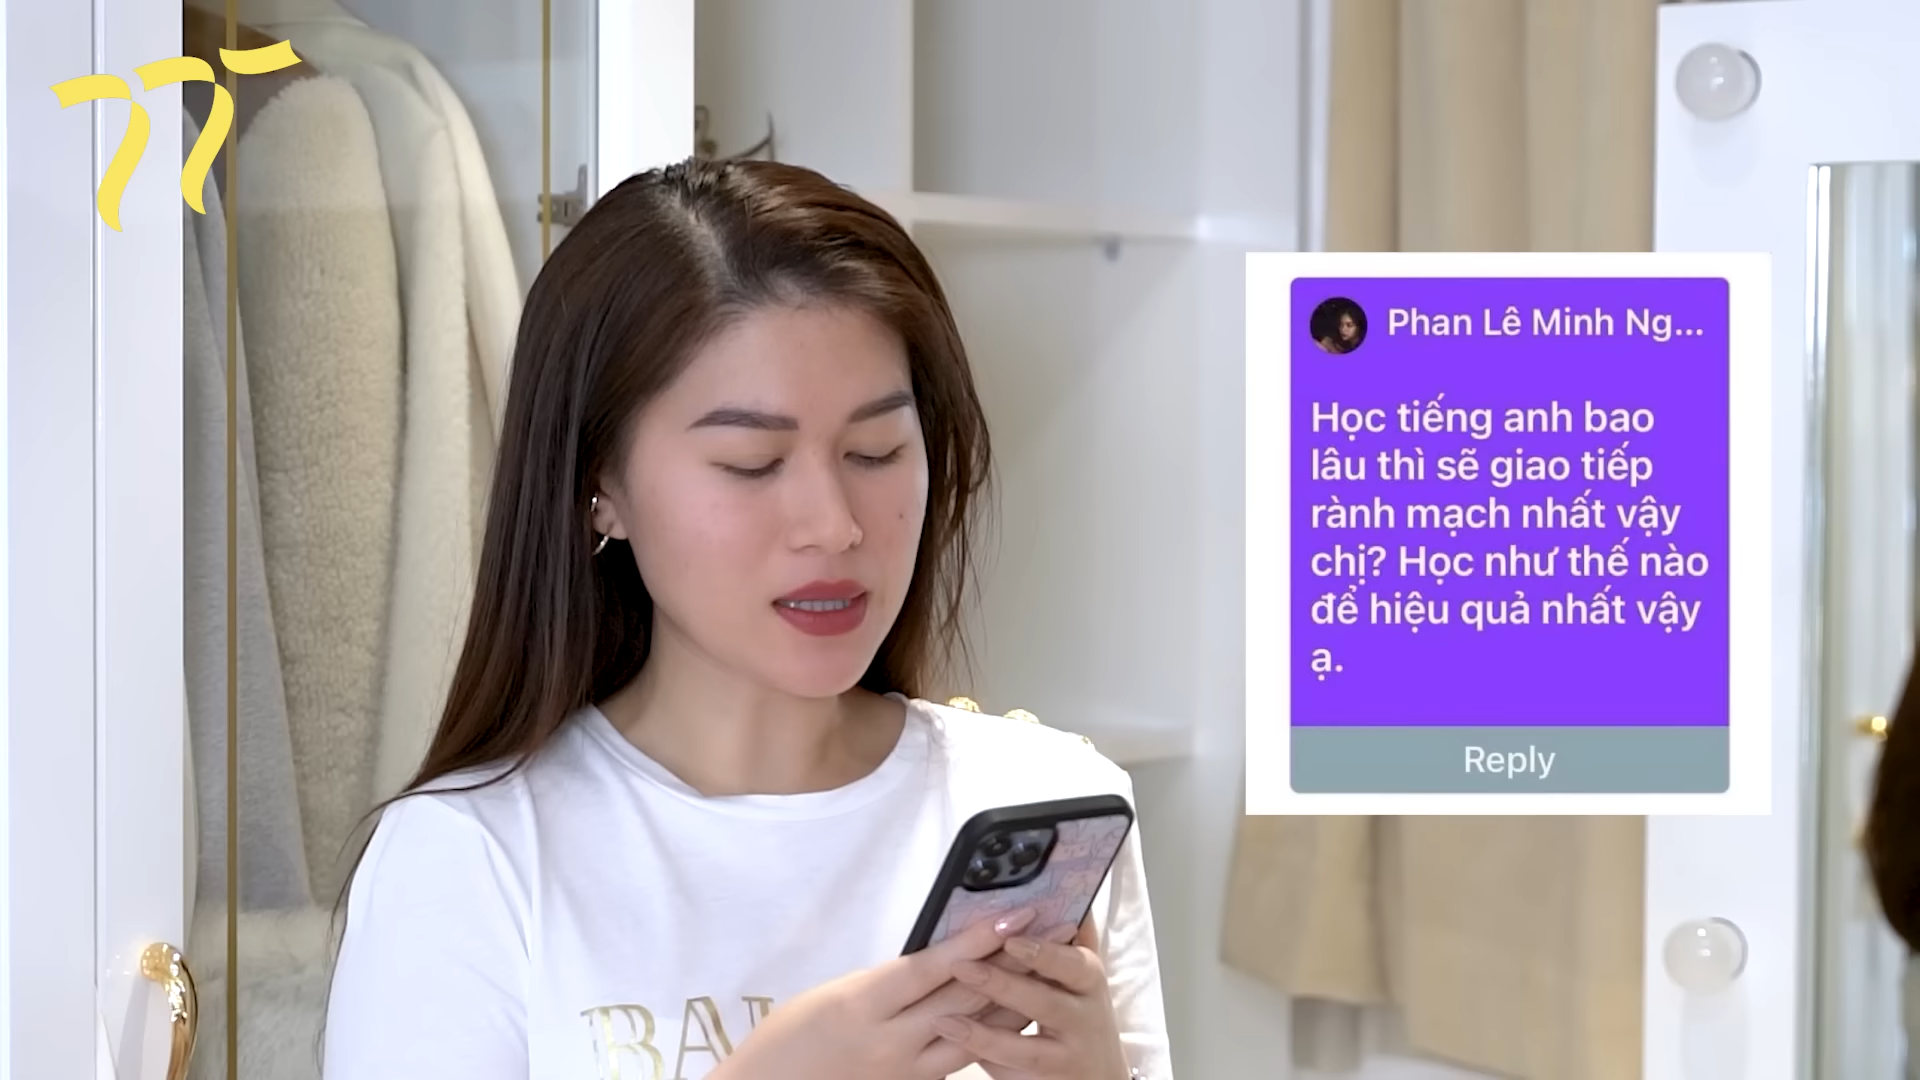 Phan Lê Minh Ng...
Học tiếng anh bao
lâu thì sẽ giao tiếp
rành mạch nhất vậy
chị? Học như thế nào
để hiệu quả nhất vậy
ạ.
Reply